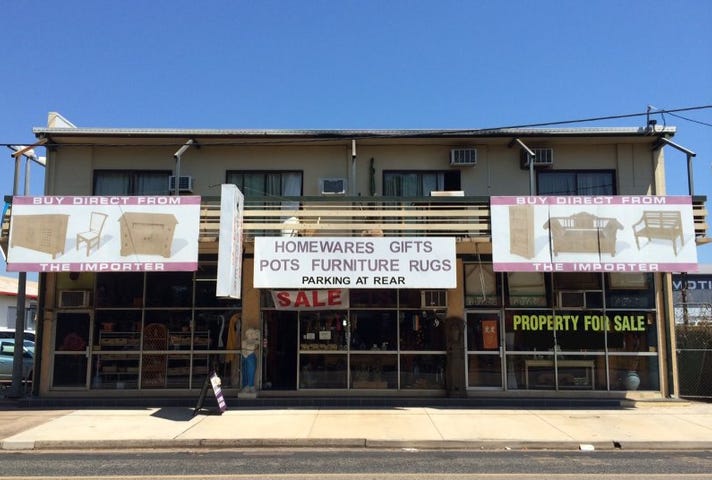 BUY DIRECT FROM
THE IMPORTER
HOMEWARES GIFTS
POTS FURNITURE RUGS
PARKING AT REAR
SALE
BUY DIRECT FROM
THE IMPORTER
PROPERTY FOR SALE
MOTI